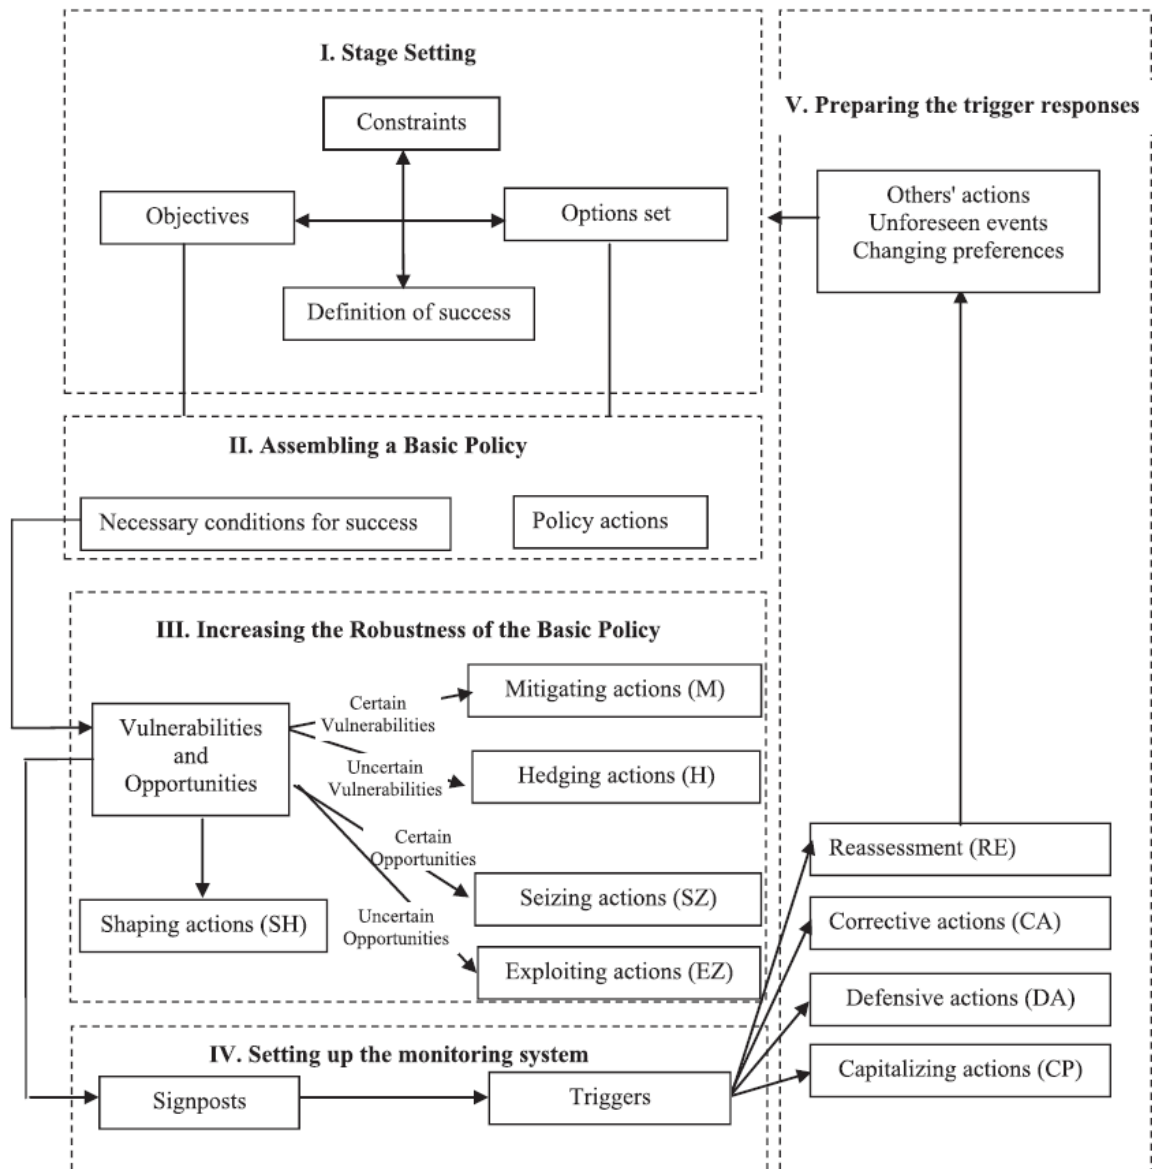 I. Stage Setting
Constraints
Objectives
Options set
Definition of success
II. Assembling a Basic Policy
Necessary conditions for success
Policy actions
III. Increasing the Robustness of the Basic Policy
Vulnerabilities
and
Opportunities
Certain
Vulnerabilities
Mitigating actions (M)
Uncertain
Vulnerabilities
Hedging actions (H)
Certain
Opportunities
Seizing actions (SZ)
Uncertain
Opportunities
Exploiting actions (EZ)
Shaping actions (SH)
IV. Setting up the monitoring system
Signposts
Triggers
V. Preparing the trigger responses
Others' actions
Unforeseen events
Changing preferences
Reassessment (RE)
Corrective actions (CA)
Defensive actions (DA)
Capitalizing actions (CP)